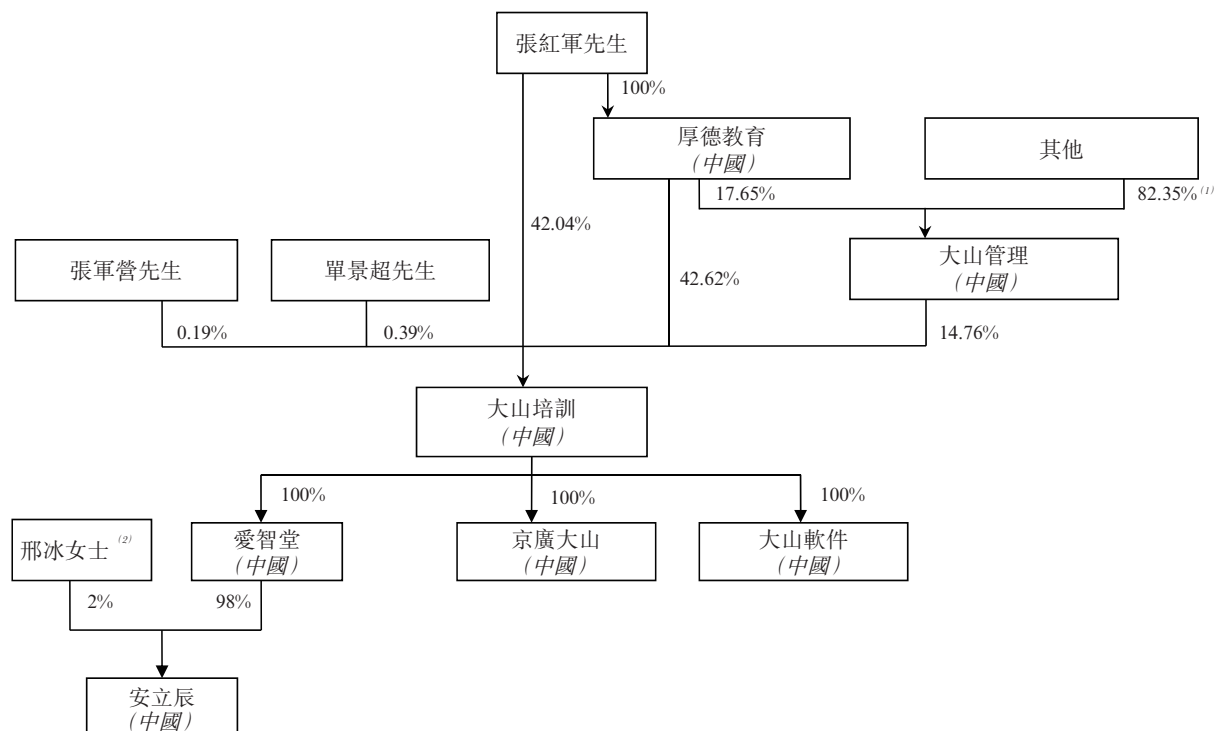 張紅軍先生
100%
厚德教育
(中國)
其他
17.65%
82.35%(1)
42.04%
張軍營先生
單景超先生
42.62%
大山管理
(中國)
0.19%
0.39%
14.76%
大山培訓
(中國)
100%
100%
100%
邢冰女士(2)
愛智堂
(中國)
京廣大山
(中國)
大山軟件
(中國)
2%
98%
安立辰
(中國)